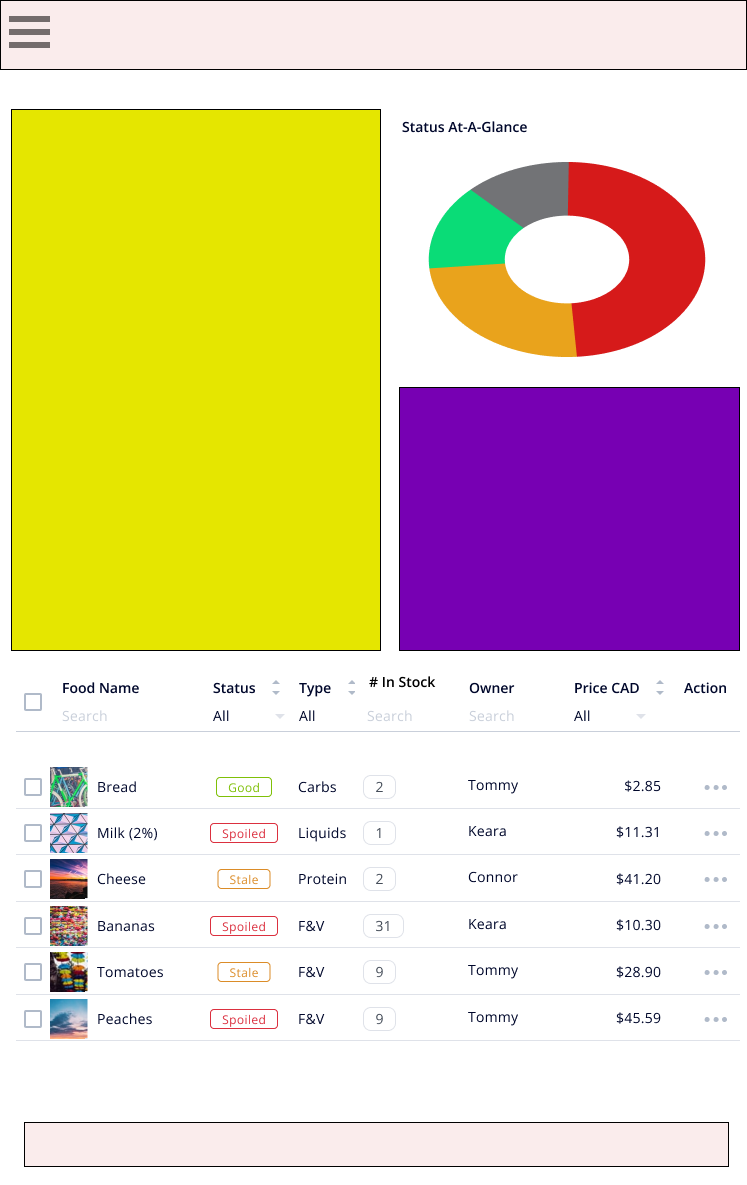 Status At-A-Glance
Food Name Status Type # In Stock Owner Price CAD Action
Search All All Search Search All
Bread Good Carbs 2 Tommy $2.85
Milk (2%) Spoiled Liquids 1 Keara $11.31
Cheese Stale Protein 2 Connor $41.20
Bananas Spoiled F&V 31 Keara $10.30
Tomatoes Stale F&V 9 Tommy $28.90
Peaches Spoiled F&V 9 Tommy $45.59